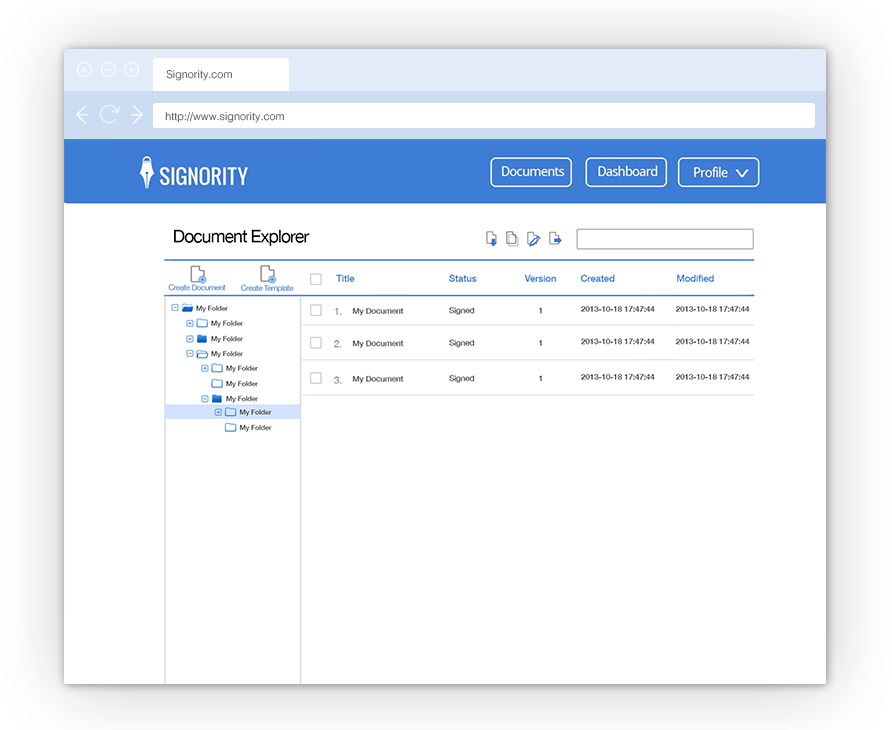 Signority.com
http://www.signority.com
SIGNORITY
Documents
Dashboard
Profile
Document Explorer
Create Document
Create Template
Title Status Version Created Modified
My Folder
My Folder
My Folder
My Folder
My Folder
My Folder
My Folder
My Folder
My Folder
1. My Document Signed 1 2013-10-18 17:47:44 2013-10-18 17:47:44
2. My Document Signed 1 2013-10-18 17:47:44 2013-10-18 17:47:44
3. My Document Signed 1 2013-10-18 17:47:44 2013-10-18 17:47:44